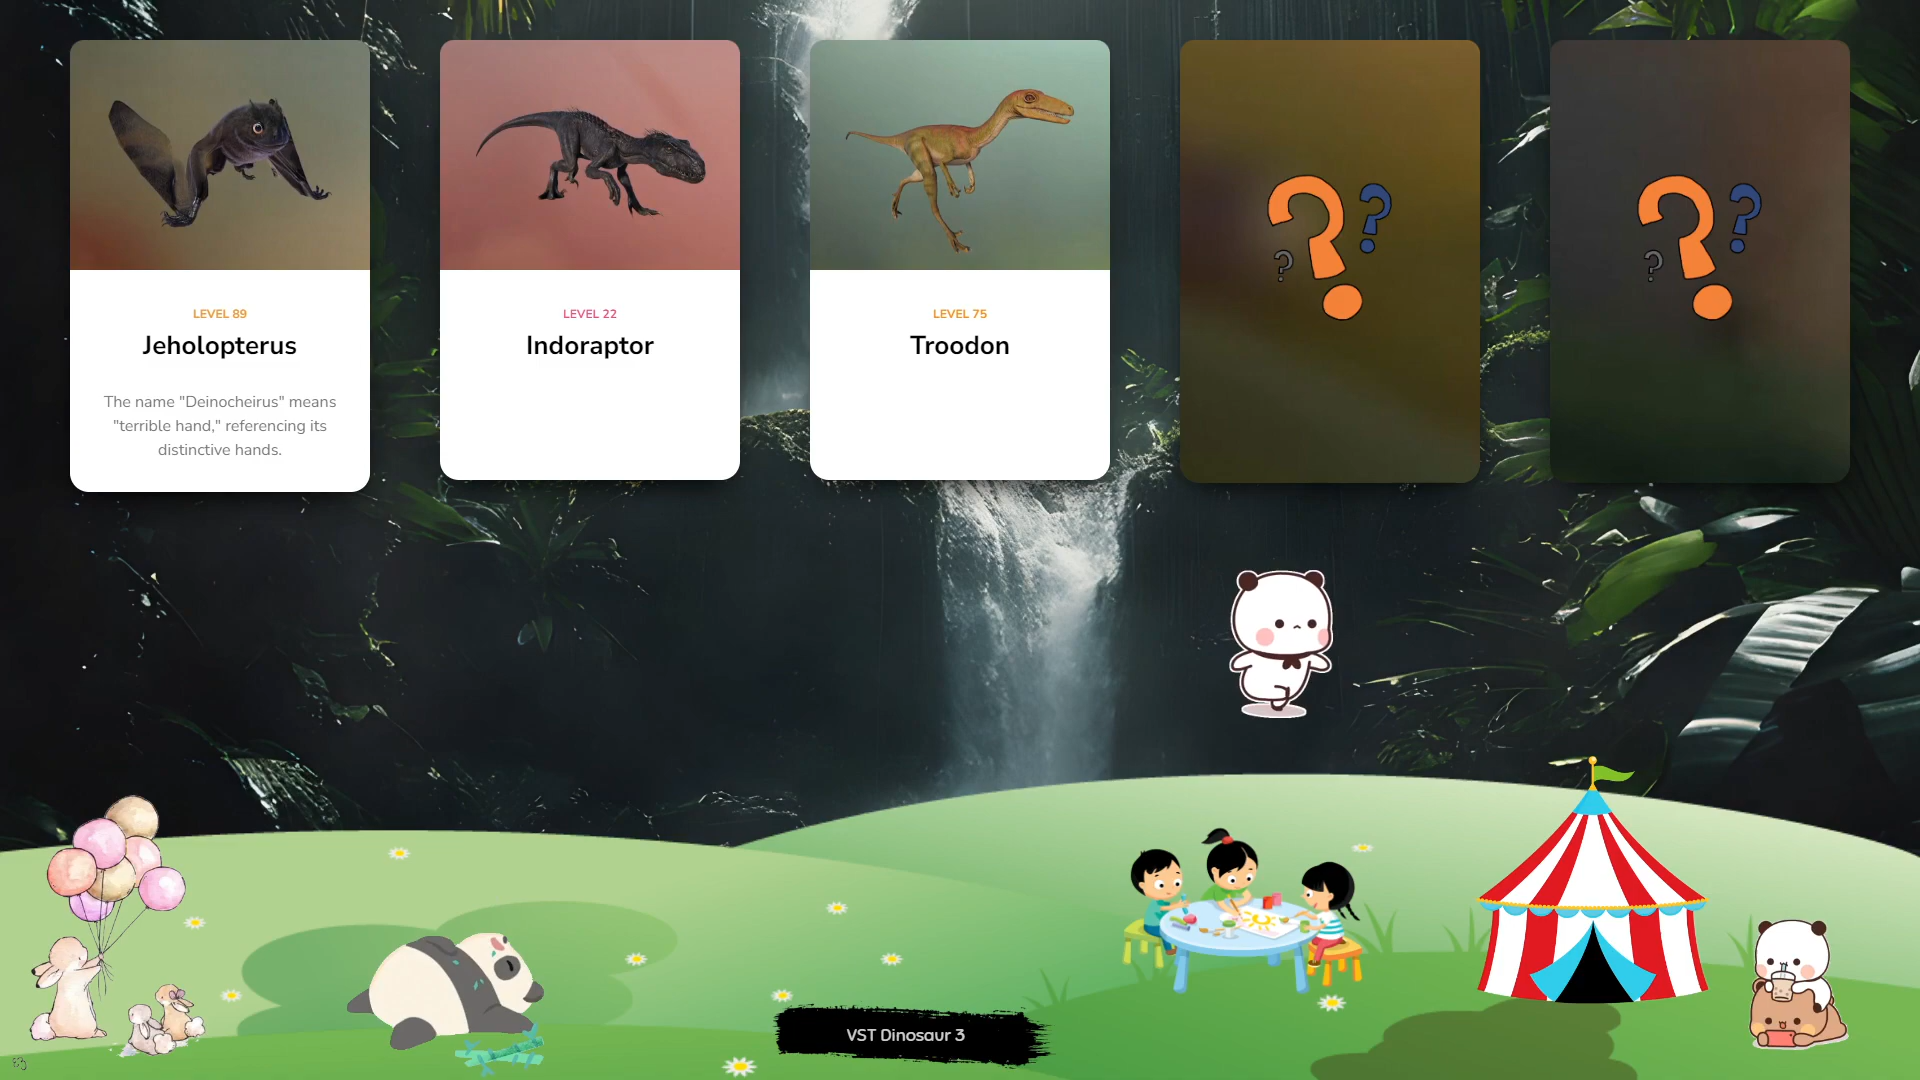 LEVEL 89
Jeholopterus
The name "Deinocheirus" means
"terrible hand," referencing its
distinctive hands.
LEVEL 22
Indoraptor
LEVEL 75
Troodon
? ? ?
? ? ?
VST Dinosaur 3